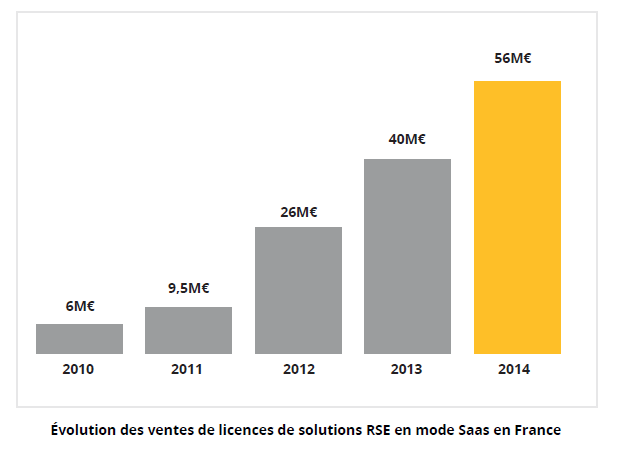 56M€
40M€
26M€
9,5M€
6M€
2010 2011 2012 2013 2014
Évolution des ventes de licences de solutions RSE en mode Saas en France